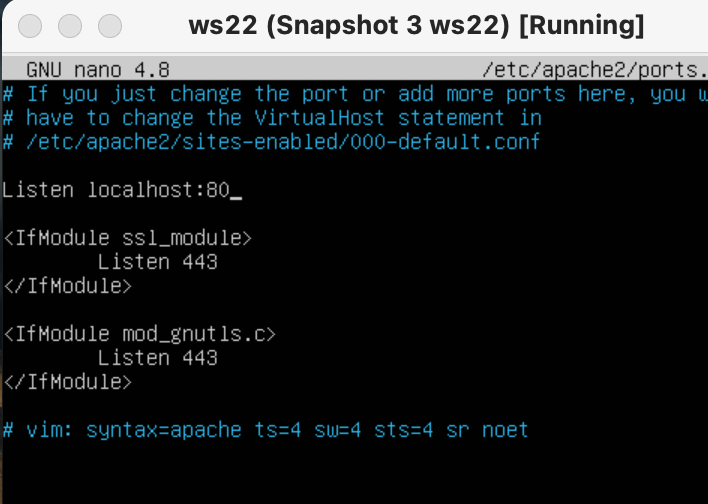 ws22 (Snapshot 3 ws22) [Running]
GNU nano 4.8 /etc/apache2/ports.
# If you just change the port or add more ports here, you w
# have to change the VirtualHost statement in
# /etc/apache2/sites-enabled/000-default.conf
Listen localhost:80_
<IfModule ssl_module>
Listen 443
</IfModule>
<IfModule mod_gnutls.c>
Listen 443
</IfModule>
# vim: syntax=apache ts=4 sw=4 sts=4 sr noet